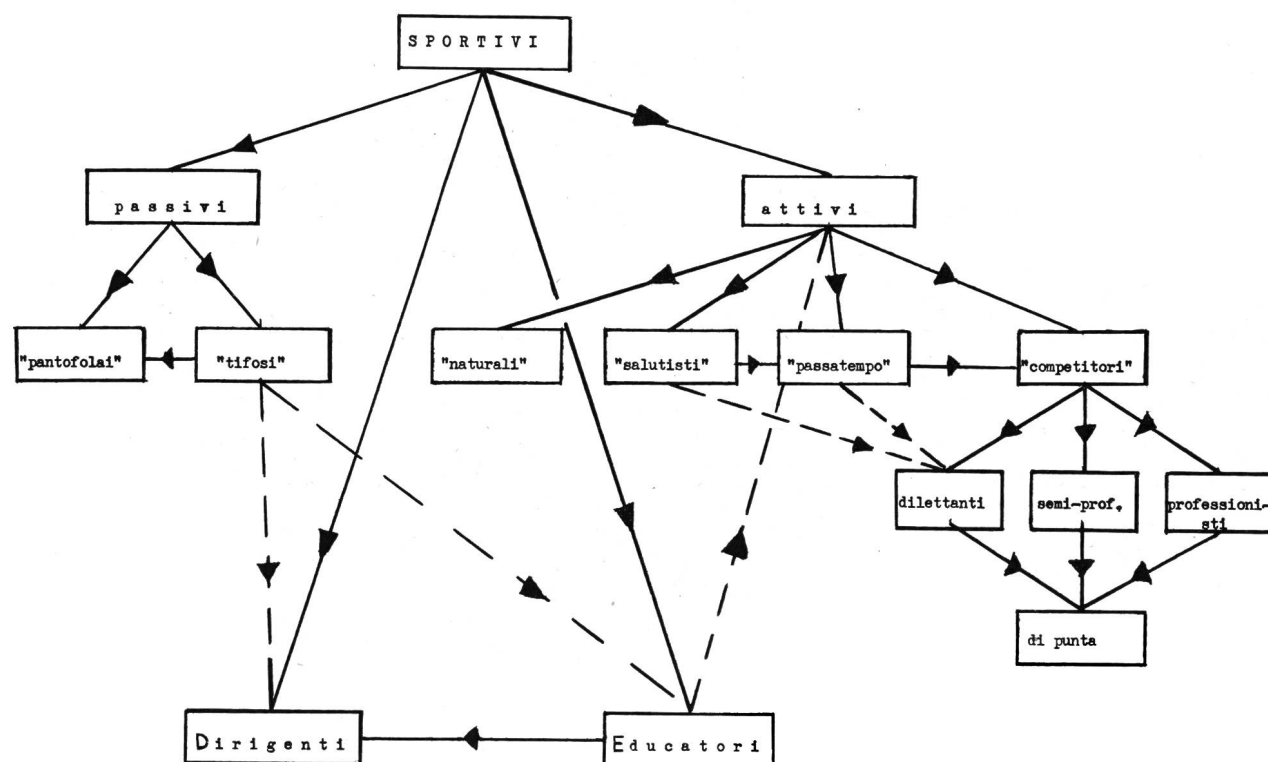 SPORTIVI
passivi
attivi
"pantofolai"
"tifosi"
"naturali"
"salutisti"
"passatempo"
"competitori"
dilettanti
semi-prof.
professioni-
sti
di punta
Dirigenti
Educatori